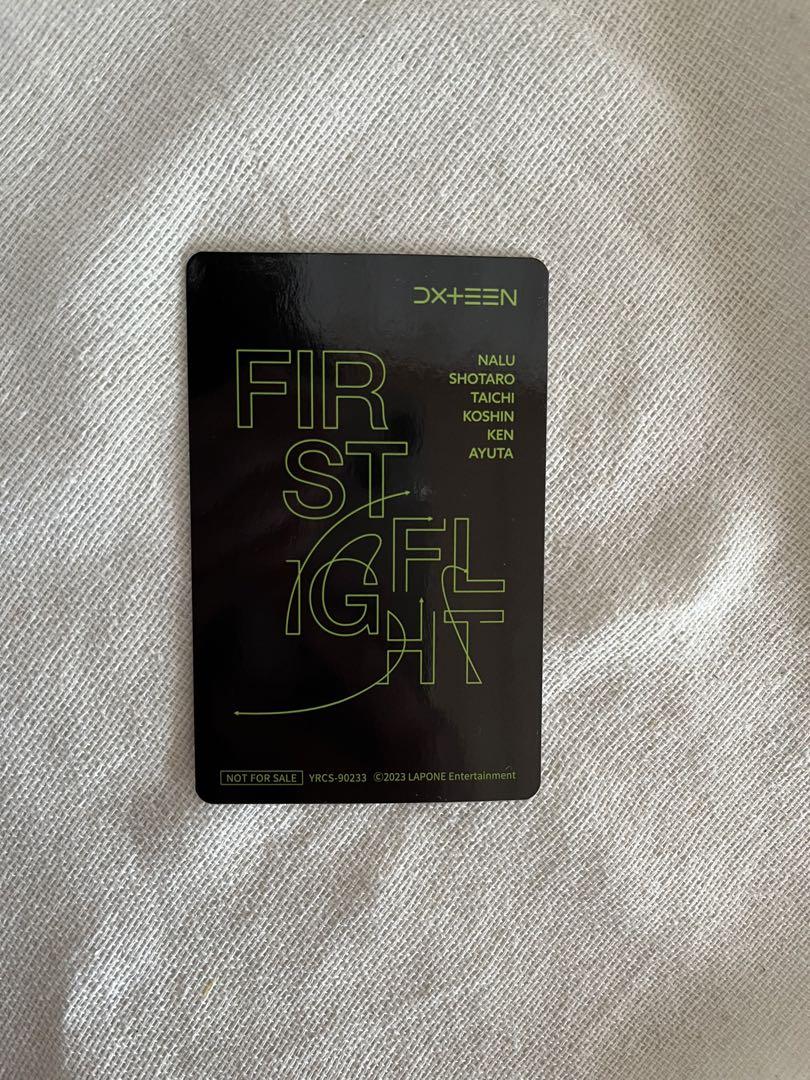 DXTEEN
NALU
SHOTARO
TAICHI
KOSHIN
KEN
AYUTA
FIR
ST
FL
IG
HT
NOT FOR SALE YRCS-90233 ©2023 LAPONE Entertainment